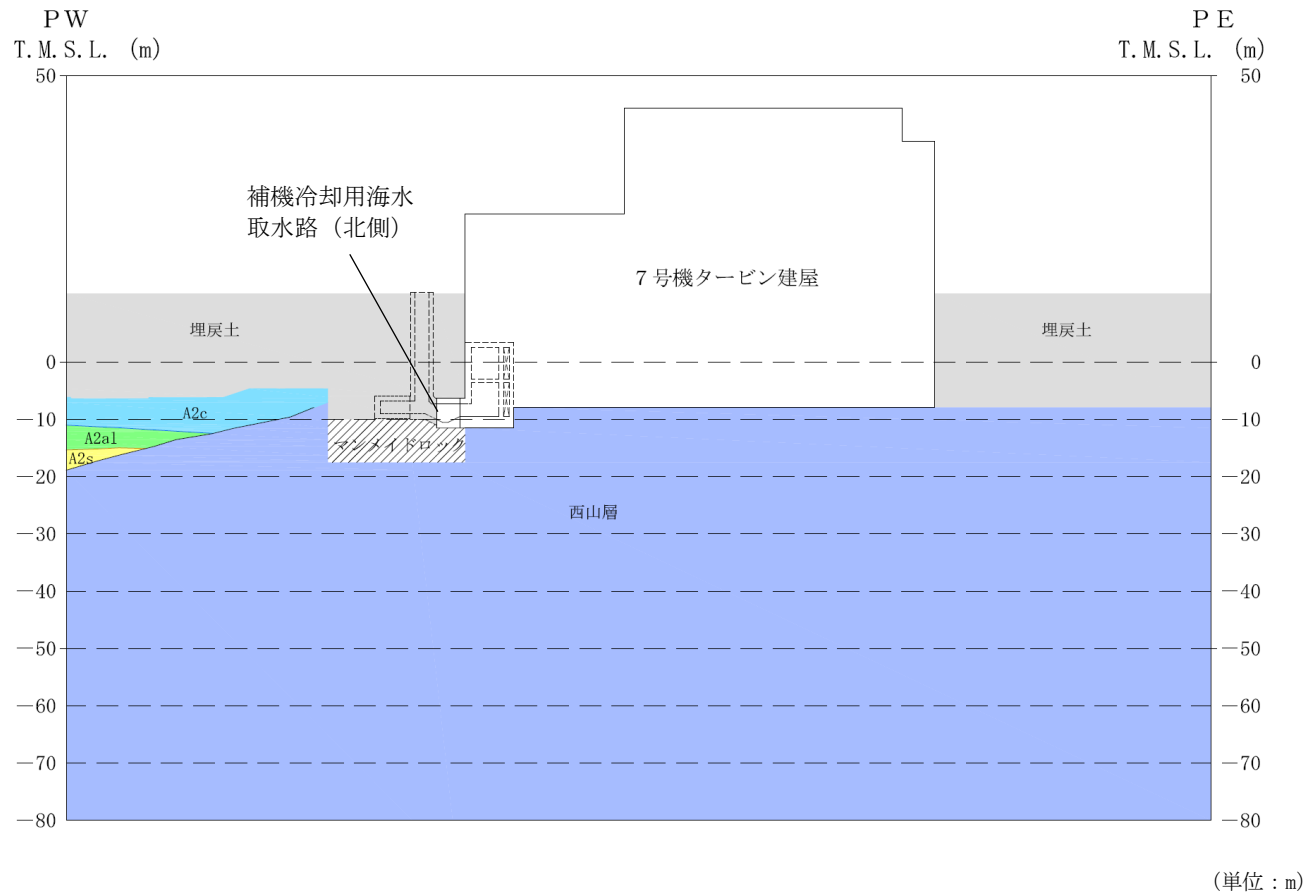 PW
T.M.S.L. (m)
PE
T.M.S.L. (m)
50
50
補機冷却用海水
取水路（北側）
７号機タービン建屋
埋戻土
埋戻土
0
0
A2c
－10
－10
A2al
マンメイドロック
A2s
－20
－20
西山層
－30
－30
－40
－40
－50
－50
－60
－60
－70
－70
－80
－80
(単位：m)